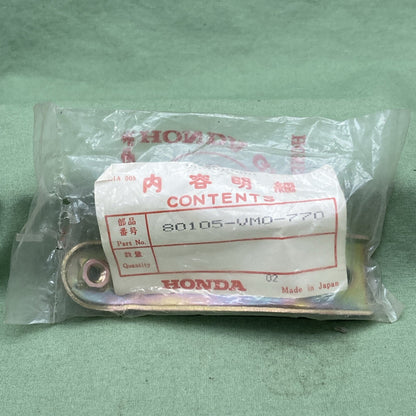 HONDA
内容明細
CONTENTS
部品番号 Part No. 80105-VM0-770
数量 Quantity
HONDA 02 Made in Japan